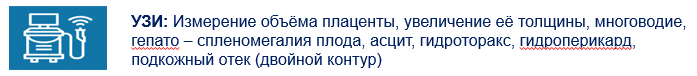 УЗИ: Измерение объёма плаценты, увеличение её толщины, многоводие,
гепато – спленомегалия плода, асцит, гидроторакс, гидроперикард,
подкожный отек (двойной контур)